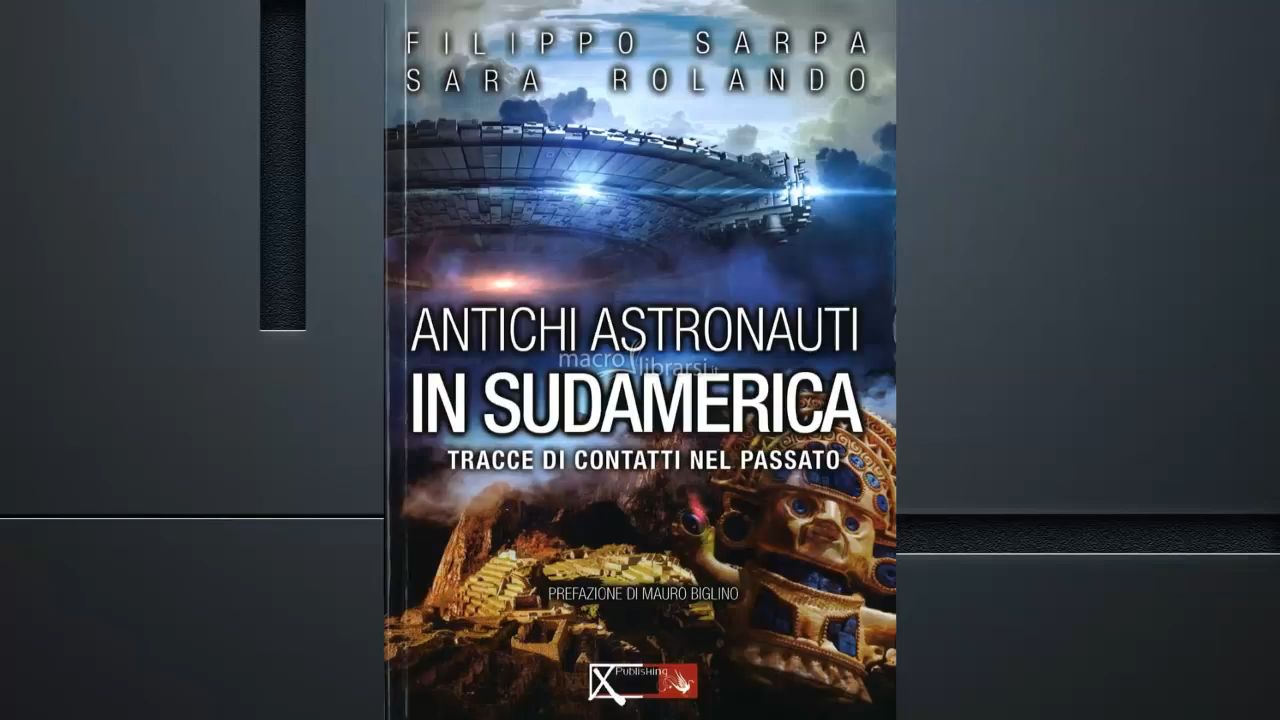 FILIPPO SARPA
SARA ROLANDO
ANTICHI ASTRONAUTI
macrolibrarsi.it
IN SUDAMERICA
TRACCE DI CONTATTI NEL PASSATO
PREFAZIONE DI MAURO BIGLINO
X Publishing